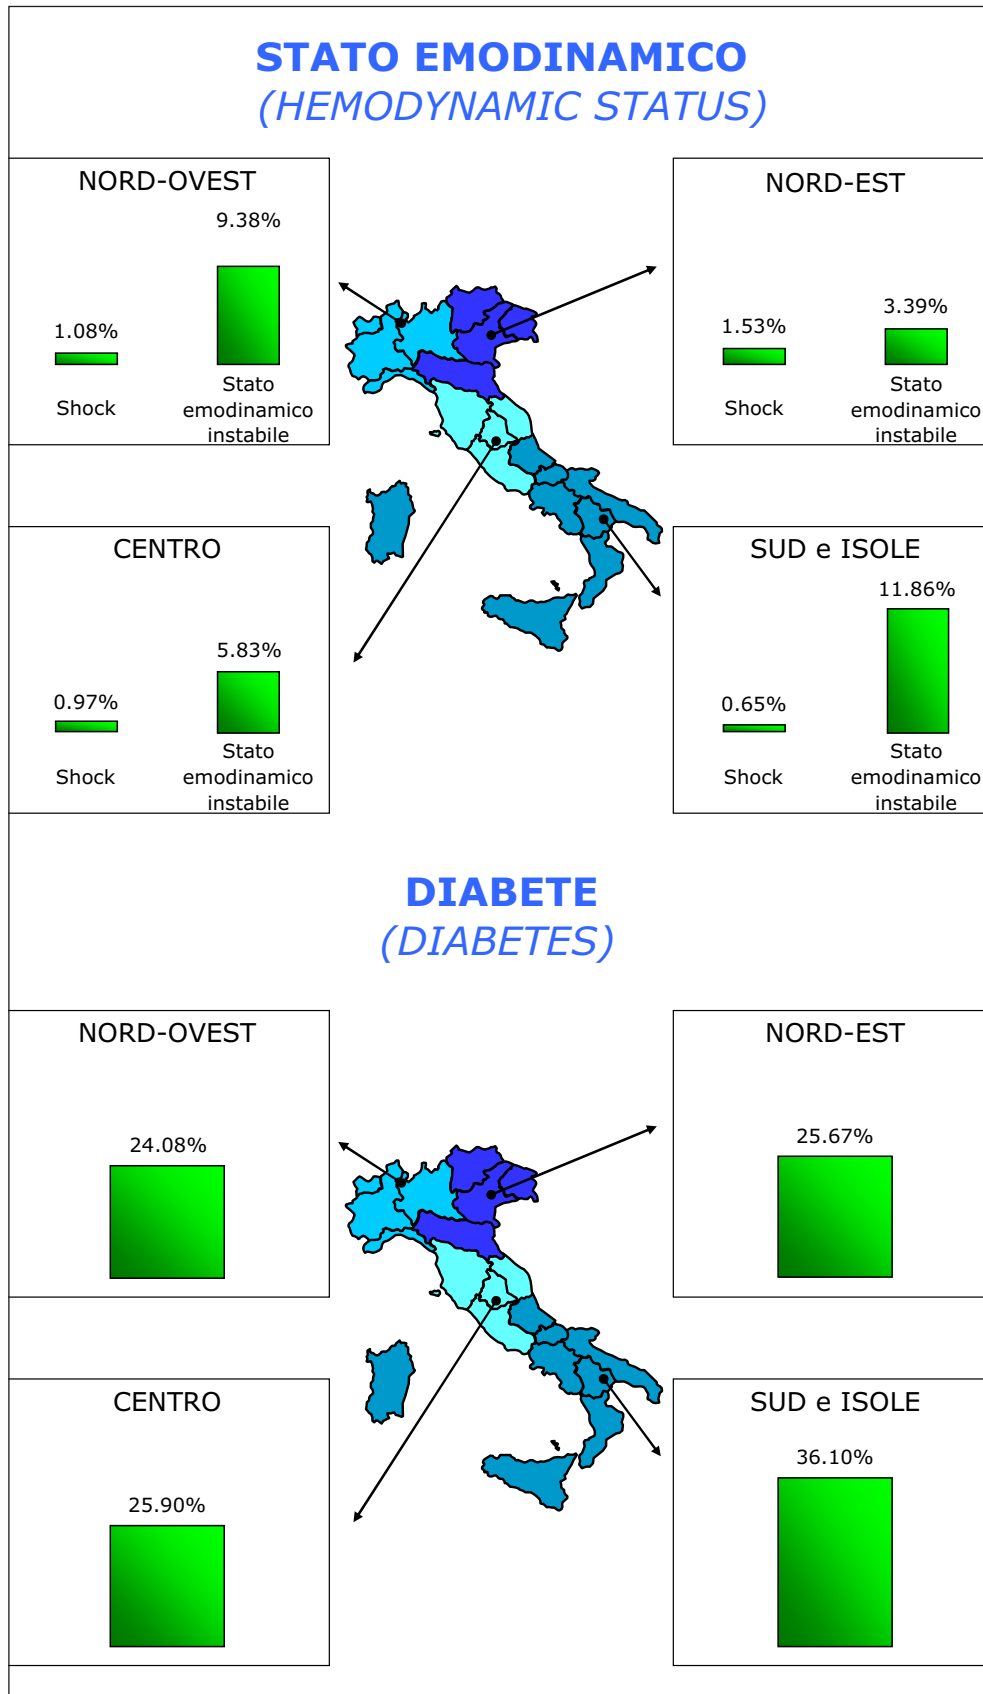 STATO EMODINAMICO
(HEMODYNAMIC STATUS)
NORD-OVEST
9.38%
1.08%
Shock
Stato
emodinamico
instabile
NORD-EST
3.39%
1.53%
Shock
Stato
emodinamico
instabile
CENTRO
5.83%
0.97%
Shock
Stato
emodinamico
instabile
SUD e ISOLE
11.86%
0.65%
Shock
Stato
emodinamico
instabile
DIABETE
(DIABETES)
NORD-OVEST
24.08%
NORD-EST
25.67%
CENTRO
25.90%
SUD e ISOLE
36.10%